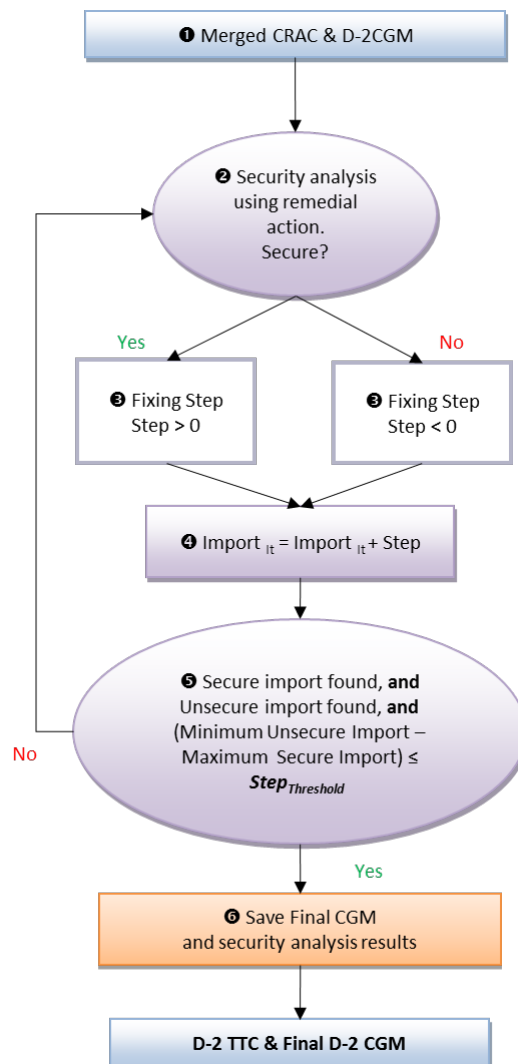 ❶ Merged CRAC & D-2CGM
❷ Security analysis
using remedial
action.
Secure?
Yes
No
❸ Fixing Step
Step > 0
❸ Fixing Step
Step < 0
❹ Import It = Import It + Step
❺ Secure import found, and
Unsecure import found, and
(Minimum Unsecure Import –
Maximum Secure Import) ≤
StepThreshold
No
Yes
❻ Save Final CGM
and security analysis results
D-2 TTC & Final D-2 CGM